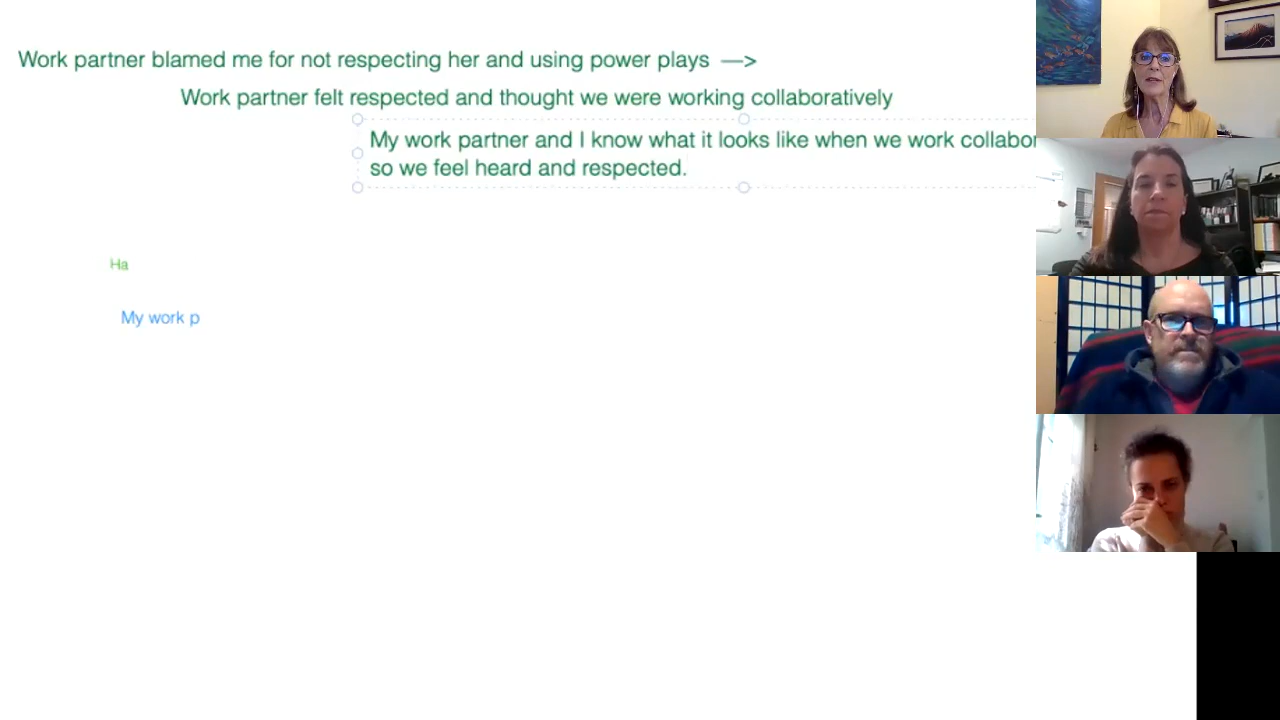 Work partner blamed me for not respecting her and using power plays —>
Work partner felt respected and thought we were working collaboratively
My work partner and I know what it looks like when we work collabor
so we feel heard and respected.
Ha
My work p